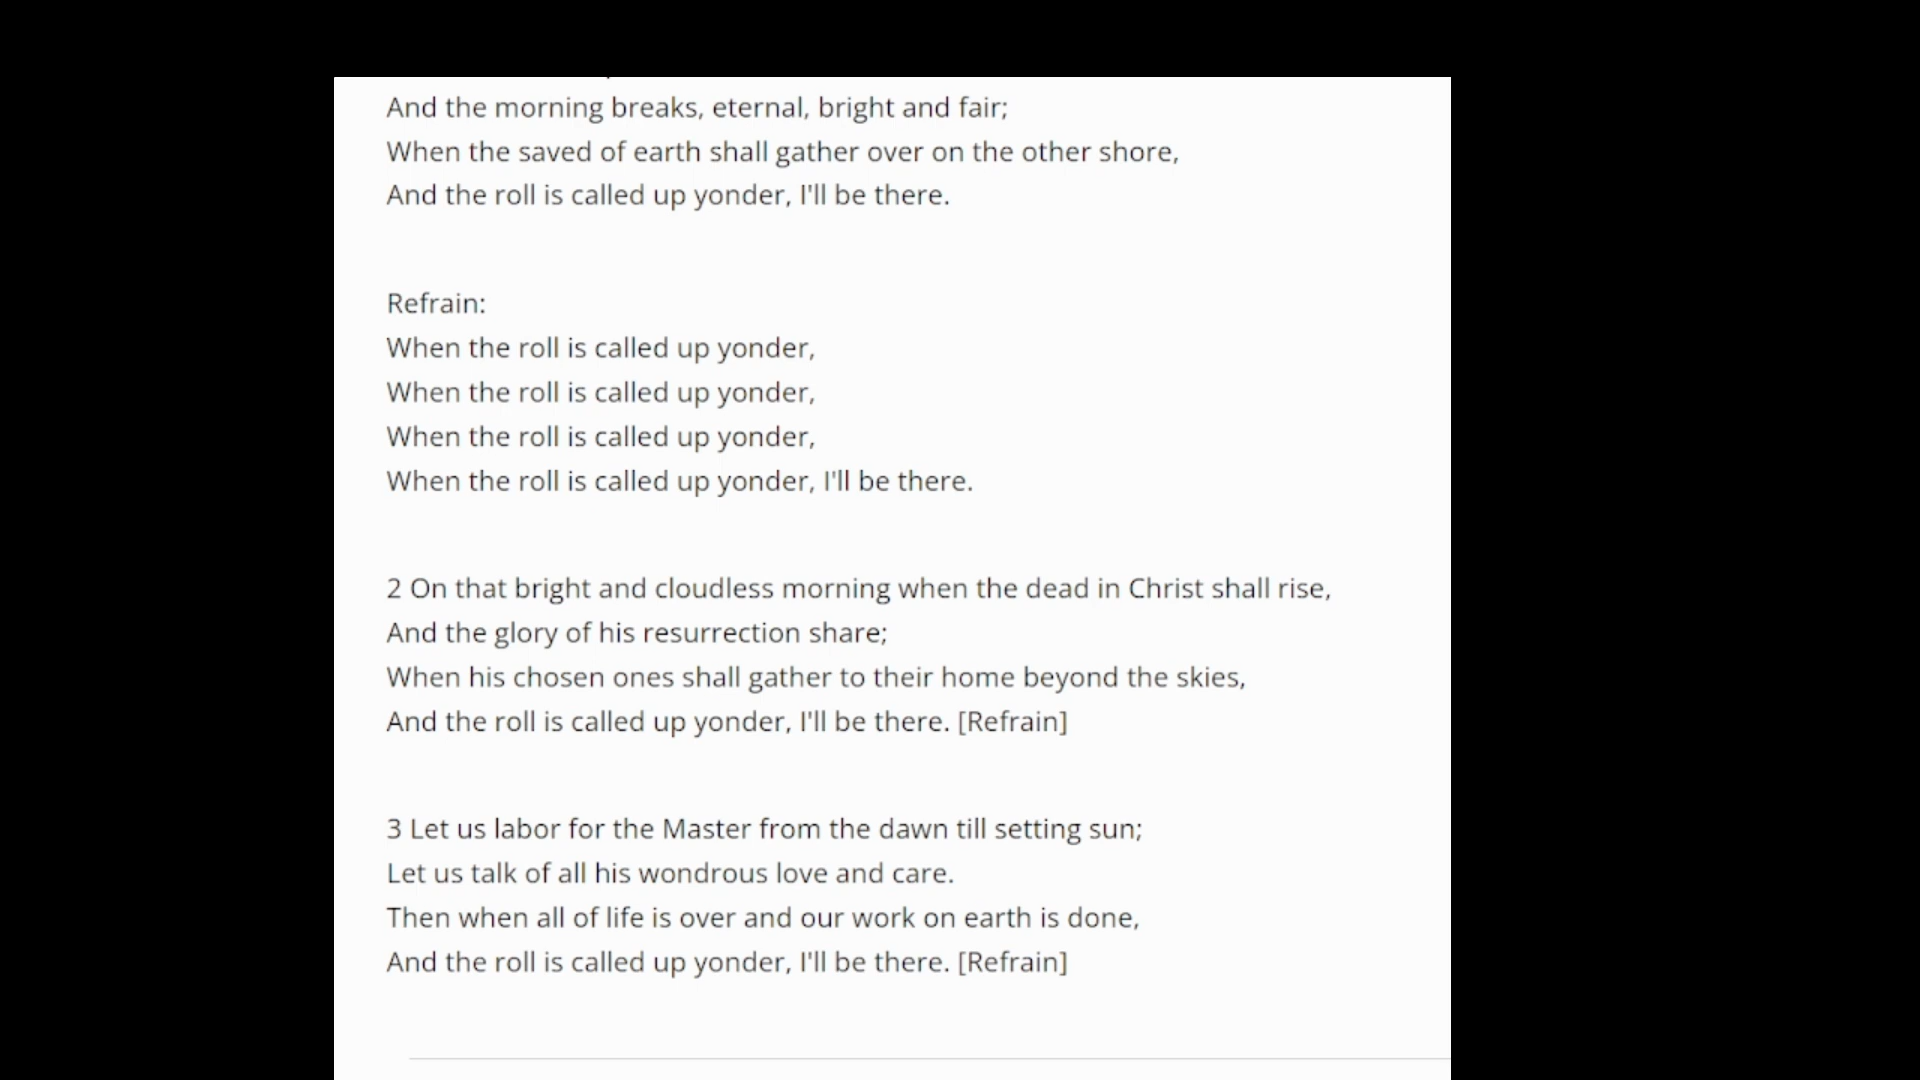 And the morning breaks, eternal, bright and fair;
When the saved of earth shall gather over on the other shore,
And the roll is called up yonder, I'll be there.
Refrain:
When the roll is called up yonder,
When the roll is called up yonder,
When the roll is called up yonder,
When the roll is called up yonder, I'll be there.
2 On that bright and cloudless morning when the dead in Christ shall rise,
And the glory of his resurrection share;
When his chosen ones shall gather to their home beyond the skies,
And the roll is called up yonder, I'll be there. [Refrain]
3 Let us labor for the Master from the dawn till setting sun;
Let us talk of all his wondrous love and care.
Then when all of life is over and our work on earth is done,
And the roll is called up yonder, I'll be there. [Refrain]